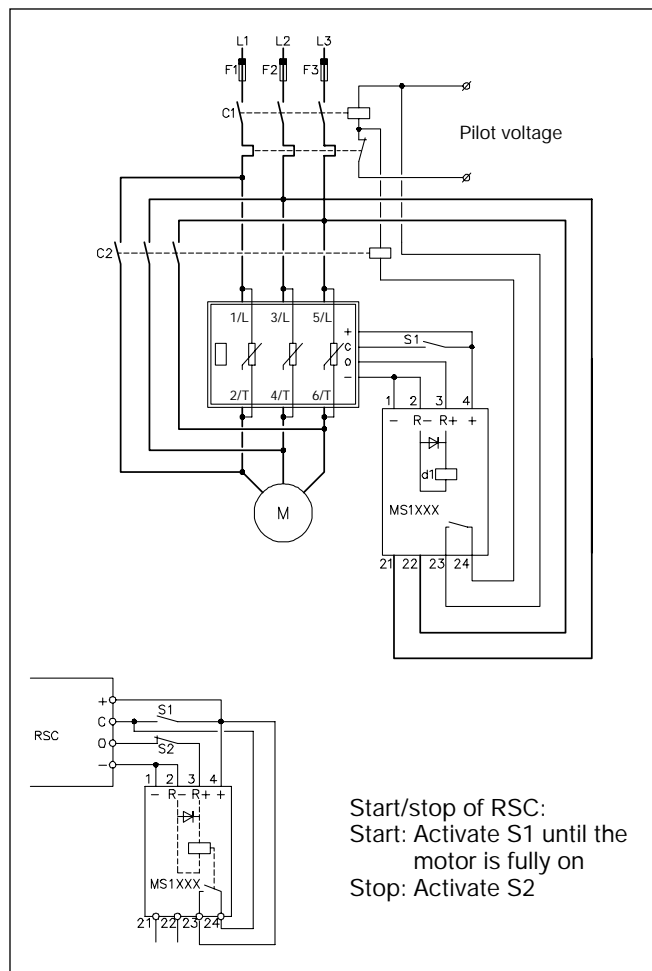 L1 L2 L3
F1 F2 F3
C1
Pilot voltage
C2
1/L 3/L 5/L
+
S1
C
O
-
2/T 4/T 6/T
1 2 3 4
- R- R+ +
d1
M
MS1XXX
21 22 23 24
+
S1
C
RSC
O
S2
-
1 2 3 4
- R- R+ +
MS1XXX
21 22 23 24
Start/stop of RSC:
Start: Activate S1 until the
motor is fully on
Stop: Activate S2